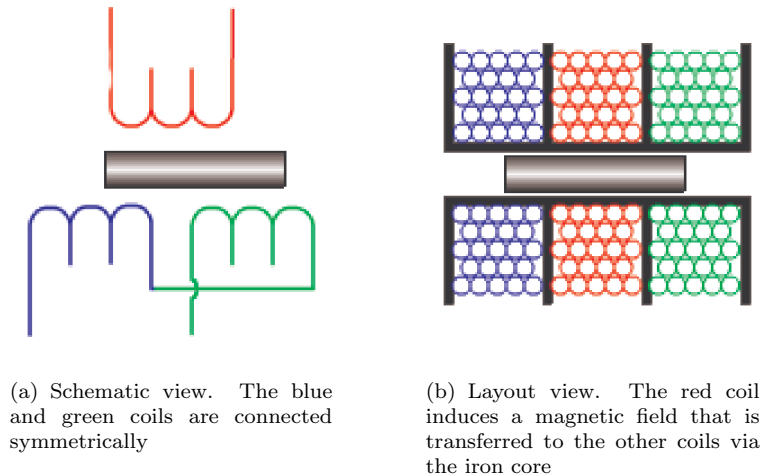 (a) Schematic view. The blue
and green coils are connected
symmetrically
(b) Layout view. The red coil
induces a magnetic field that is
transferred to the other coils via
the iron core